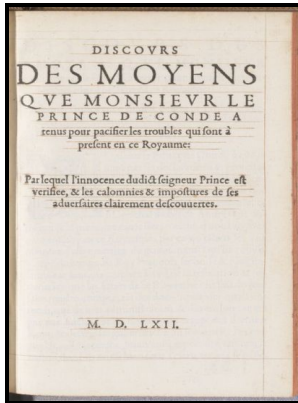 DISCOVRS
DES MOYENS
QVE MONSIEVR LE
PRINCE DE CONDE A
tenus pour pacifier les troubles qui ſont à
preſent en ce Royaume:
Par lequel l'innocence dudict ſeigneur Prince eſt
verifiee, & les calomnies & impoſtures de ſes
aduerſaires clairement deſcouuertes.
M. D. LXII.